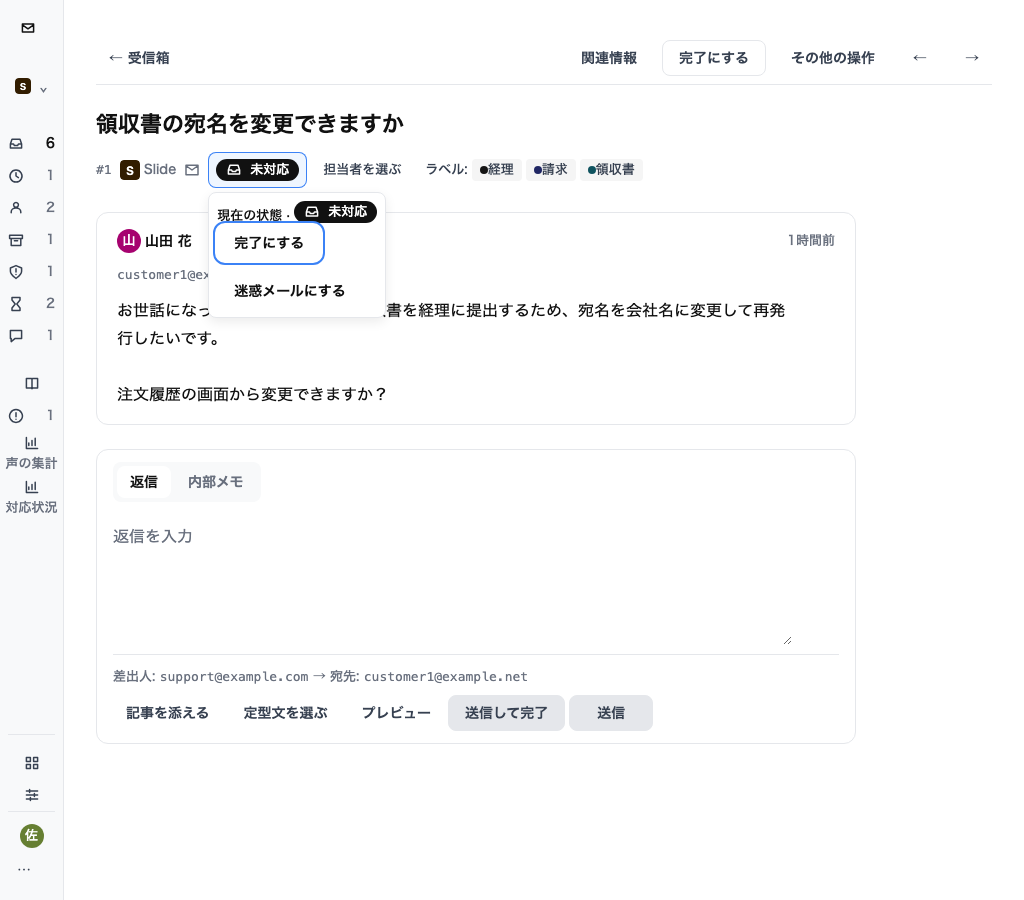 ← 受信箱
関連情報
完了にする
その他の操作
←
→
S
6
1
2
1
1
2
1
1
声の集計
対応状況
佐
…
領収書の宛名を変更できますか
#1 S Slide 未対応 担当者を選ぶ ラベル: 経理 請求 領収書
現在の状態 · 未対応
完了にする
迷惑メールにする
山 山田 花
1時間前
customer1@ex
お世話になっ
書を経理に提出するため、宛名を会社名に変更して再発
行したいです。
注文履歴の画面から変更できますか？
返信 内部メモ
返信を入力
差出人: support@example.com → 宛先: customer1@example.net
記事を添える 定型文を選ぶ プレビュー 送信して完了 送信